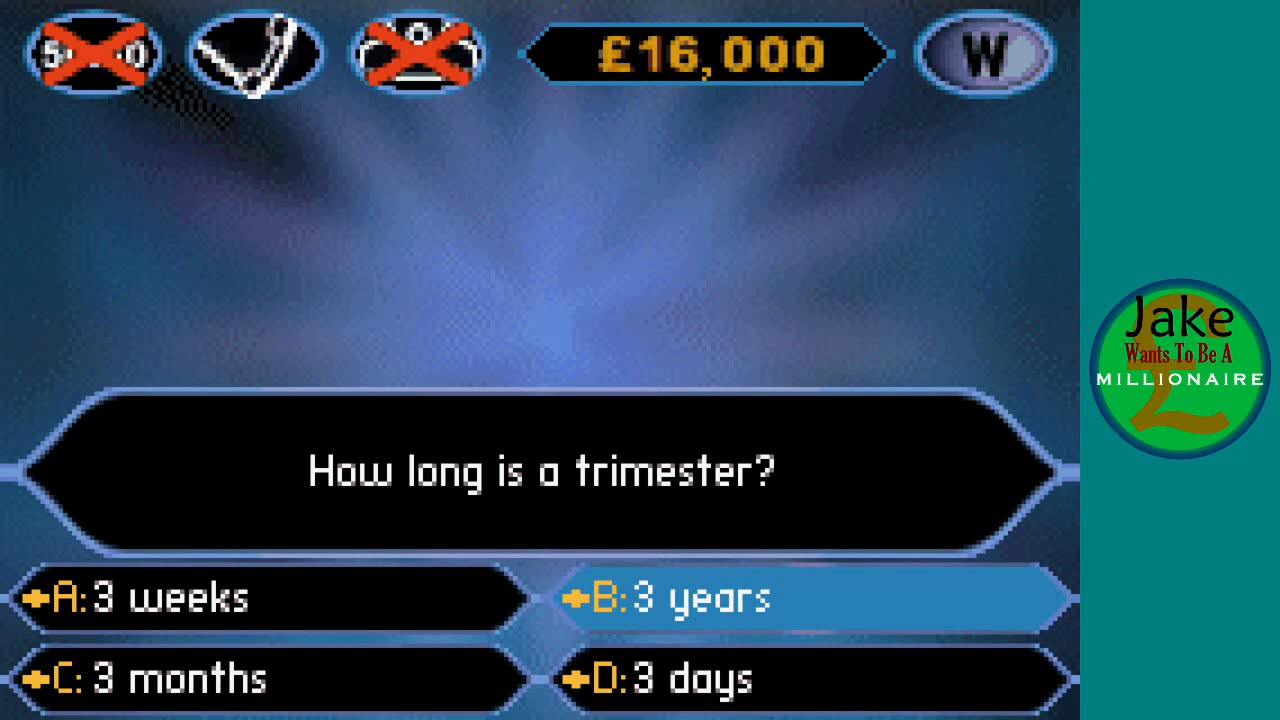 £16,000
W
How long is a trimester?
A: 3 weeks
B: 3 years
C: 3 months
D: 3 days
Jake
Wants To Be A
MILLIONAIRE